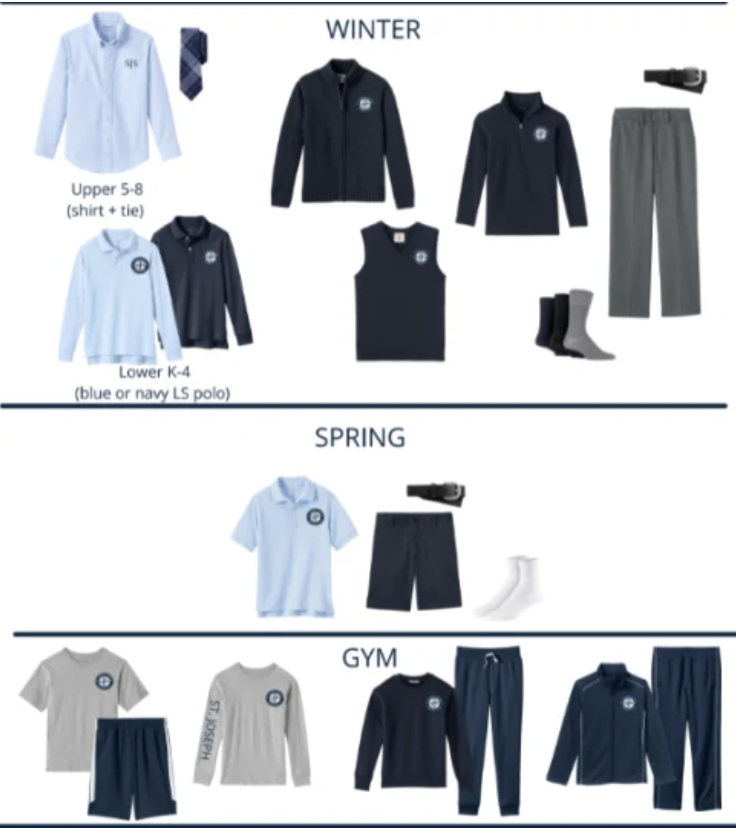 WINTER
SJS
Upper 5-8
(shirt + tie)
Lower K-4
(blue or navy LS polo)
SPRING
GYM
ST. JOSEPH